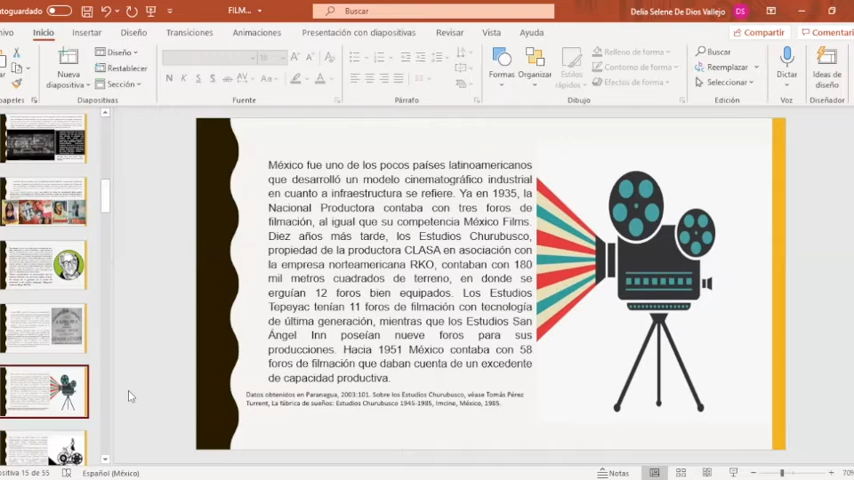 utoguardado
FILM...
Buscar
Delia Selene De Dios Vallejo
DS
Inicio
Insertar
Diseño
Transiciones
Animaciones
Presentación con diapositivas
Revisar
Vista
Ayuda
Compartir
Comentari
Nueva
diapositiva
Diseño
Restablecer
Sección
Formas
Organizar
Estilos
rápidos
Relleno de forma
Contorno de forma
Efectos de forma
Buscar
Reemplazar
Seleccionar
Dictar
Ideas de
diseño
apeles
Diapositivas
Fuente
Párrafo
Dibujo
Edición
Voz
Diseñador
México fue uno de los pocos países latinoamericanos
que desarrolló un modelo cinematográfico industrial
en cuanto a infraestructura se refiere. Ya en 1935, la
Nacional Productora contaba con tres foros de
filmación, al igual que su competencia México Films.
Diez años más tarde, los Estudios Churubusco,
propiedad de la productora CLASA en asociación con
la empresa norteamericana RKO, contaban con 180
mil metros cuadrados de terreno, en donde se
erguían 12 foros bien equipados. Los Estudios
Tepeyac tenían 11 foros de filmación con tecnología
de última generación, mientras que los Estudios San
Ángel Inn poseían nueve foros para sus
producciones. Hacia 1951 México contaba con 58
foros de filmación que daban cuenta de un excedente
de capacidad productiva.
Datos obtenidos en Paranagua, 2003:101. Sobre los Estudios Churubusco, véase Tomás Pérez
Turrent, La fábrica de sueños: Estudios Churubusco 1945-1985, Imcine, México, 1985.
ositiva 15 de 55
Español (México)
Notas
70%